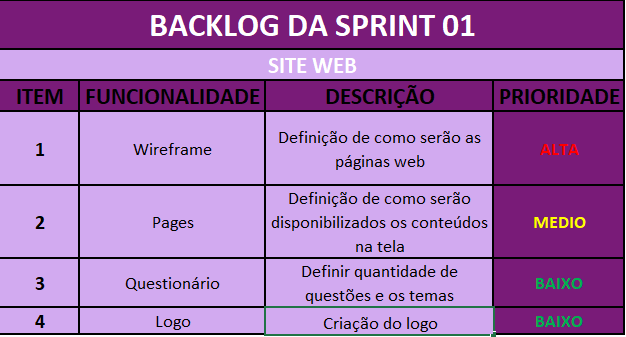 BACKLOG DA SPRINT 01
SITE WEB
ITEM FUNCIONALIDADE DESCRIÇÃO PRIORIDADE
1 Wireframe Definição de como serão as
páginas web ALTA
2 Pages Definição de como serão
disponibilizados os conteúdos
na tela MEDIO
3 Questionário Definir quantidade de
questões e os temas BAIXO
4 Logo Criação do logo BAIXO